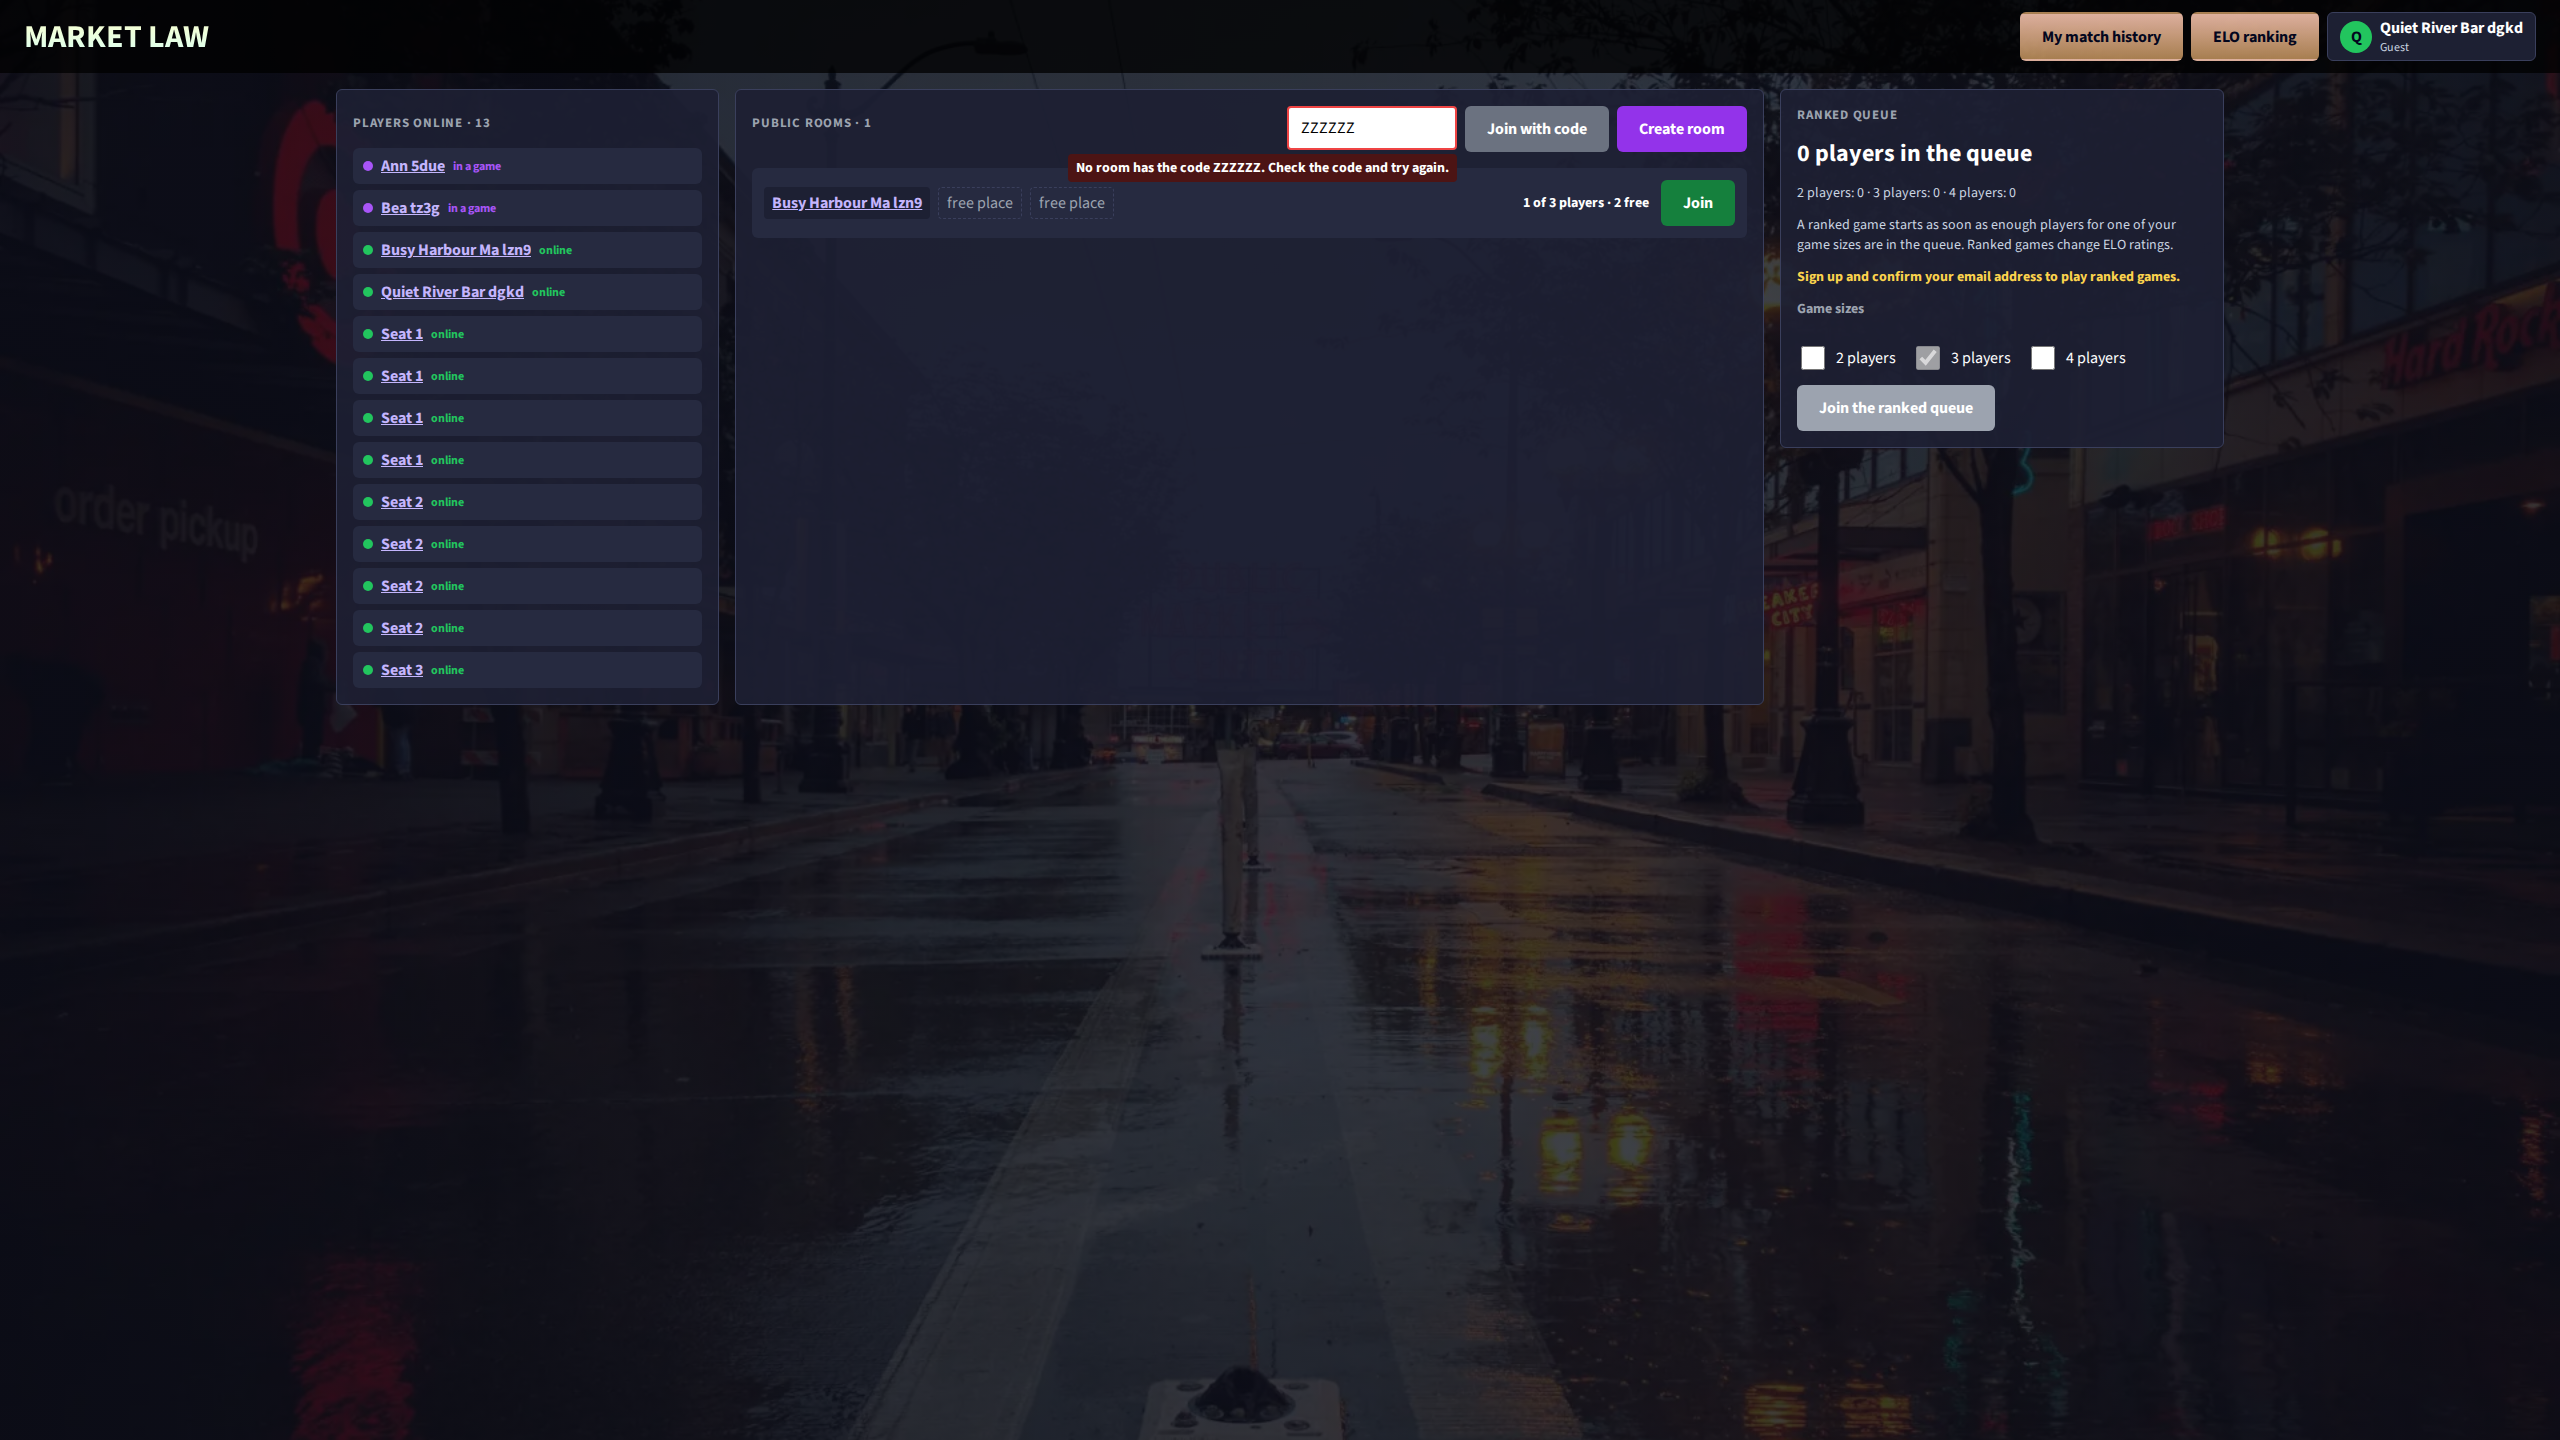 MARKET LAW
My match history
ELO ranking
Q
Quiet River Bar dgkd
Guest
PLAYERS ONLINE · 13
Ann 5due in a game
Bea tz3g in a game
Busy Harbour Ma lzn9 online
Quiet River Bar dgkd online
Seat 1 online
Seat 1 online
Seat 1 online
Seat 1 online
Seat 2 online
Seat 2 online
Seat 2 online
Seat 2 online
Seat 3 online
PUBLIC ROOMS · 1
ZZZZZZ
Join with code
Create room
No room has the code ZZZZZZ. Check the code and try again.
Busy Harbour Ma lzn9
free place
free place
1 of 3 players · 2 free
Join
RANKED QUEUE
0 players in the queue
2 players: 0 · 3 players: 0 · 4 players: 0
A ranked game starts as soon as enough players for one of your
game sizes are in the queue. Ranked games change ELO ratings.
Sign up and confirm your email address to play ranked games.
Game sizes
2 players
3 players
4 players
Join the ranked queue
order pickup
Hard Rock
CITY